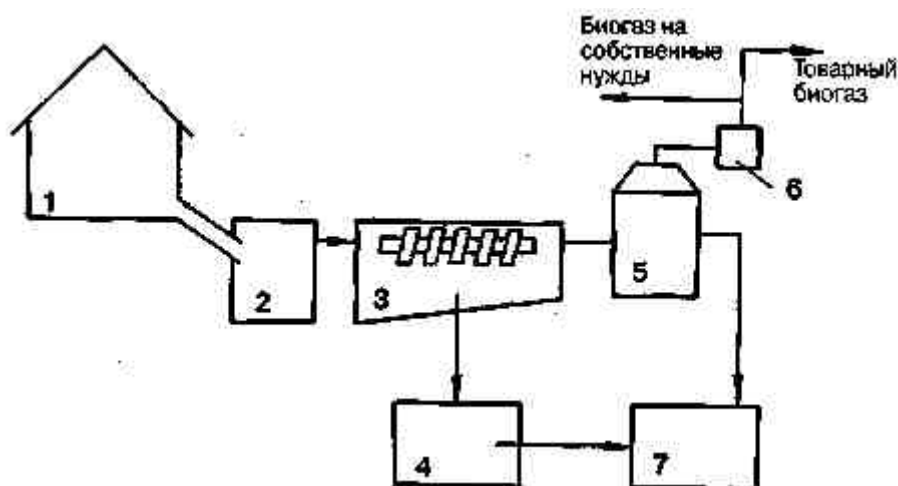 Биогаз на
собственные
нужды
Товарный
биогаз
6
1
5
2
3
4
7